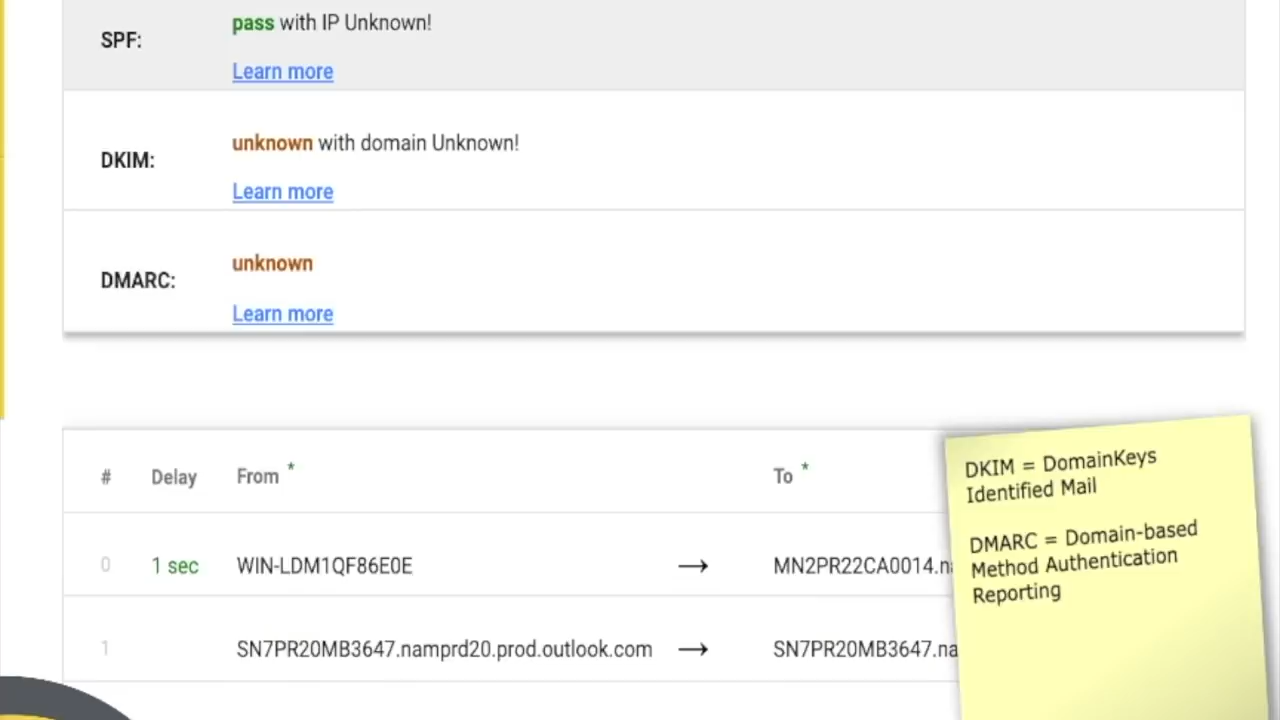 SPF:
pass with IP Unknown!
Learn more
DKIM:
unknown with domain Unknown!
Learn more
DMARC:
unknown
Learn more
# Delay From * To *
0 1 sec WIN-LDM1QF86E0E → MN2PR22CA0014.n
1 SN7PR20MB3647.namprd20.prod.outlook.com → SN7PR20MB3647.na
DKIM = DomainKeys
Identified Mail
DMARC = Domain-based
Method Authentication
Reporting